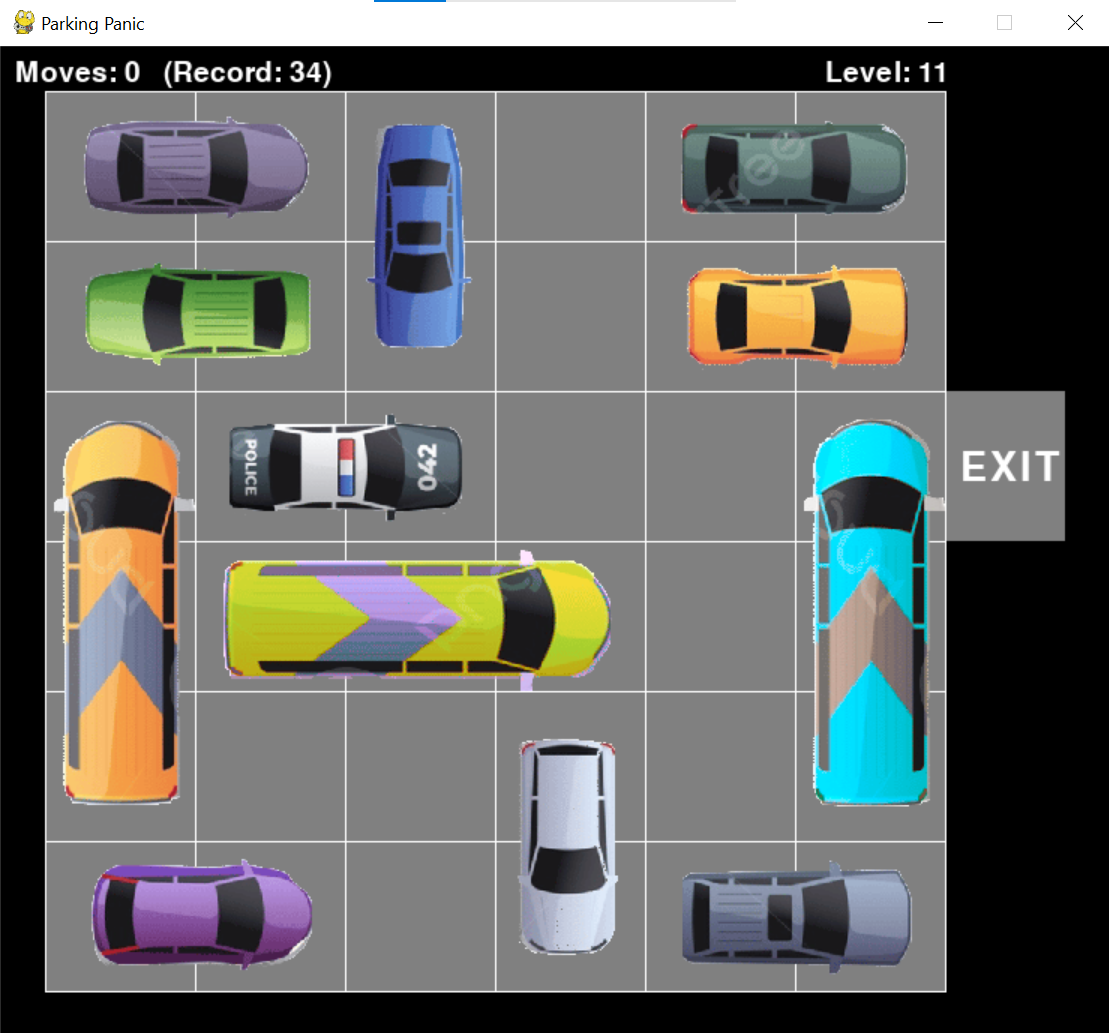 Parking Panic
Moves: 0 (Record: 34)
Level: 11
POLICE
042
EXIT